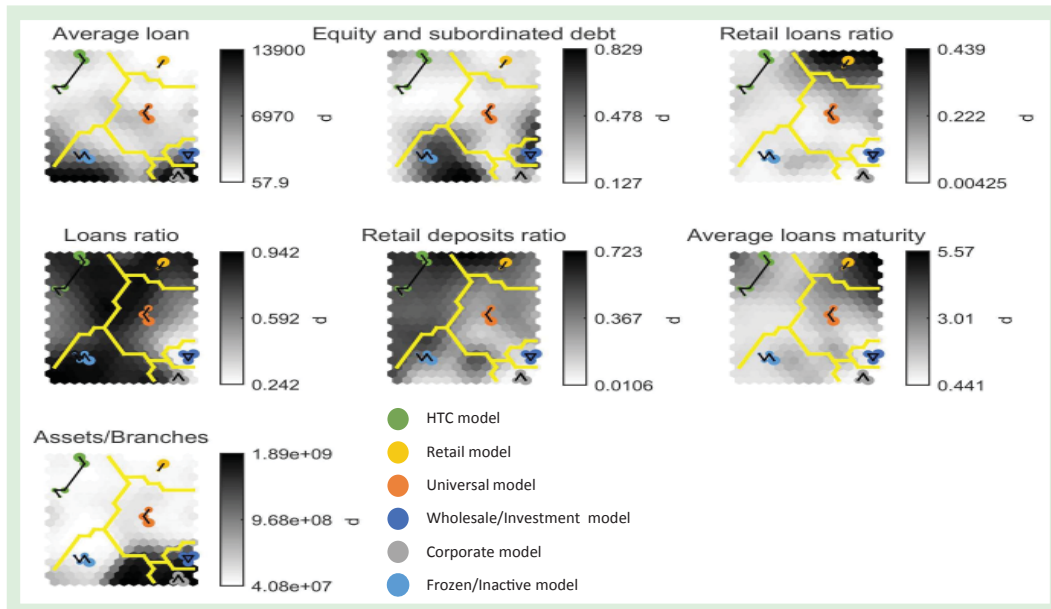 Average loan
13900
6970
57.9
d
Equity and subordinated debt
0.829
0.478
0.127
d
Retail loans ratio
0.439
0.222
0.00425
d
Loans ratio
0.942
0.592
0.242
d
Retail deposits ratio
0.723
0.367
0.0106
d
Average loans maturity
5.57
3.01
0.441
d
Assets/Branches
1.89e+09
9.68e+08
4.08e+07
d
HTC model
Retail model
Universal model
Wholesale/Investment model
Corporate model
Frozen/Inactive model